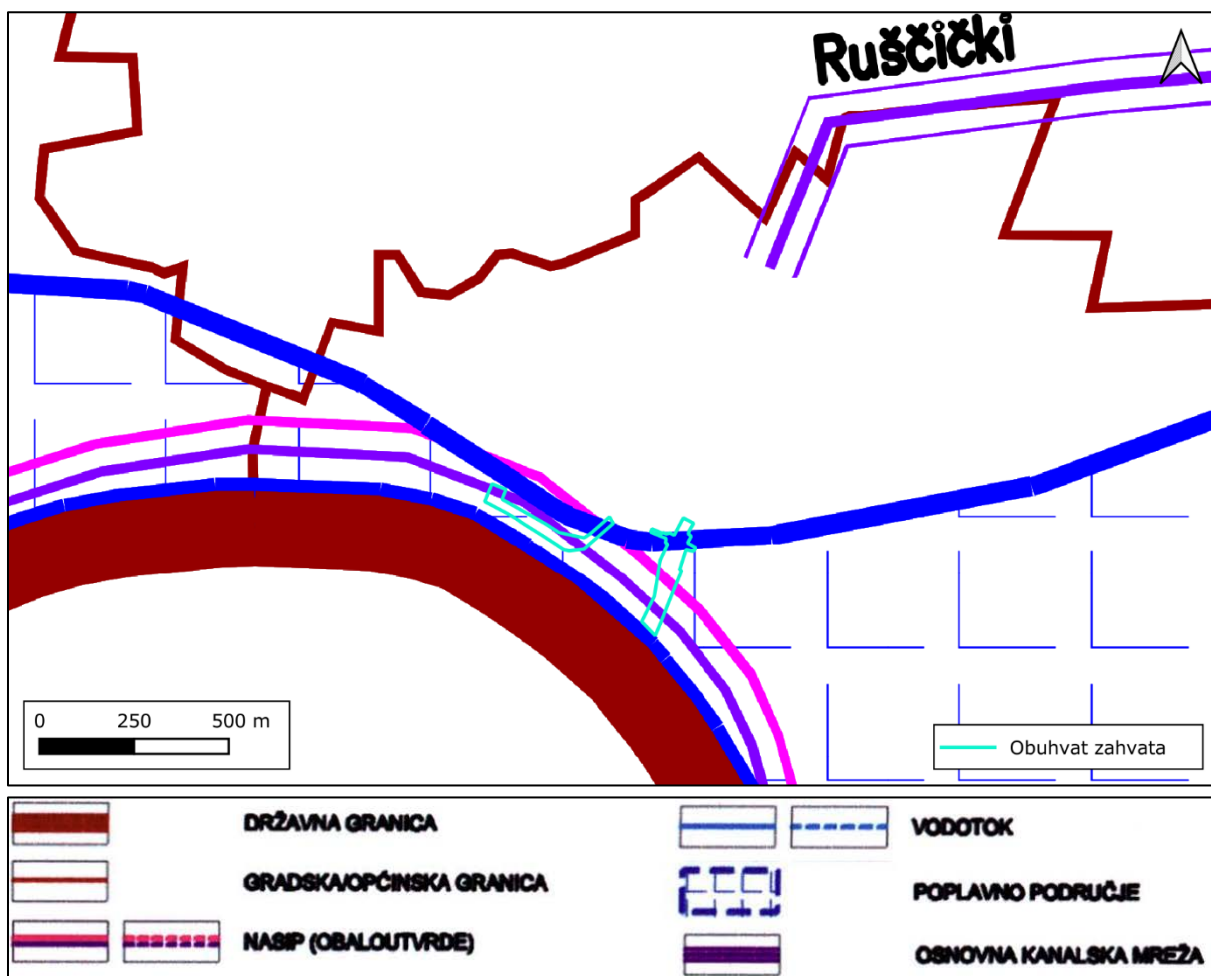 Ruščički
0 250 500 m
Obuhvat zahvata
DRŽAVNA GRANICA
GRADSKA/OPĆINSKA GRANICA
NASIP (OBALOUTVRDE)
VODOTOK
POPLAVNO PODRUČJE
OSNOVNA KANALSKA MREŽA